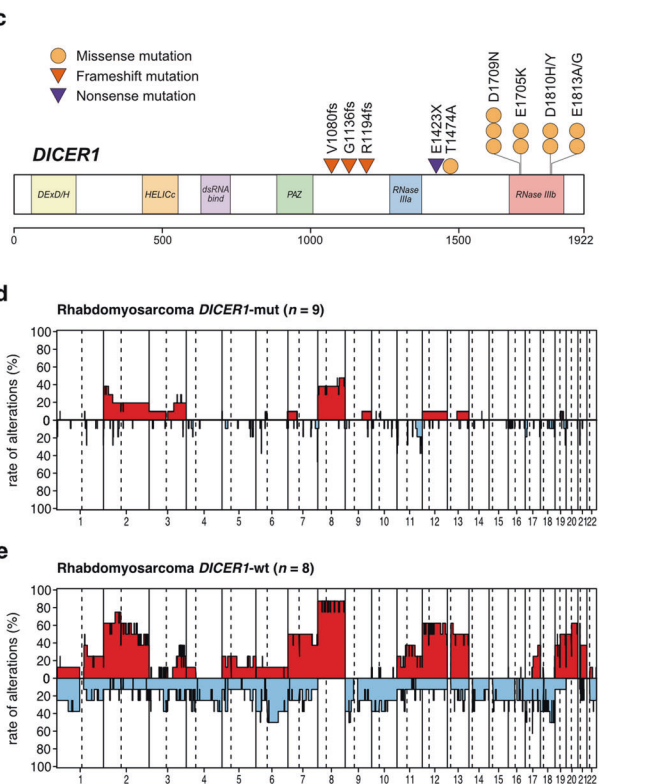 c
Missense mutation
Frameshift mutation
Nonsense mutation
DICER1
V1080fs
G1136fs
R1194fs
E1423X
T1474A
D1709N
E1705K
D1810H/Y
E1813A/G
DExD/H
HELICc
dsRNA
bind
PAZ
RNase
IIIa
RNase IIIb
0 500 1000 1500 1922
d
Rhabdomyosarcoma DICER1-mut (n = 9)
rate of alterations (%)
100
80
60
40
20
0
20
40
60
80
100
1 2 3 4 5 6 7 8 9 10 11 12 13 14 15 16 17 18 19 20 21 22
e
Rhabdomyosarcoma DICER1-wt (n = 8)
rate of alterations (%)
100
80
60
40
20
0
20
40
60
80
100
1 2 3 4 5 6 7 8 9 10 11 12 13 14 15 16 17 18 19 20 21 22